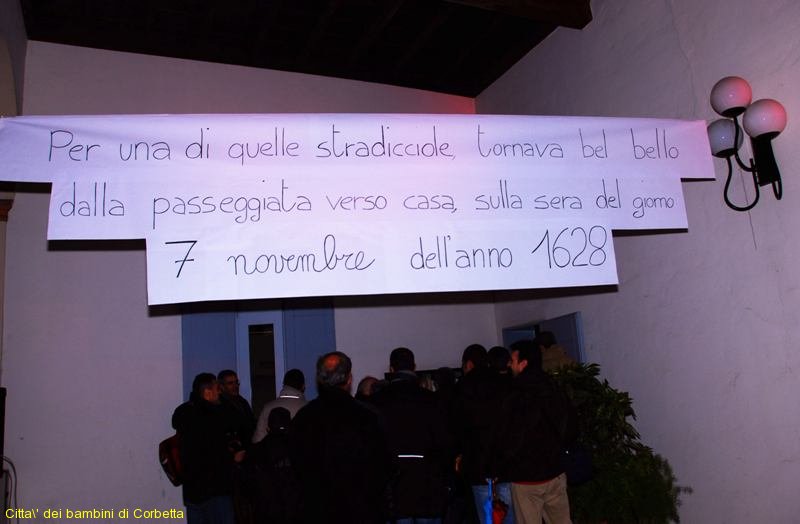 Per una di quelle stradicciole, tornava bel bello
dalla passeggiata verso casa, sulla sera del giorno
7 novembre dell'anno 1628
Citta\' dei bambini di Corbetta